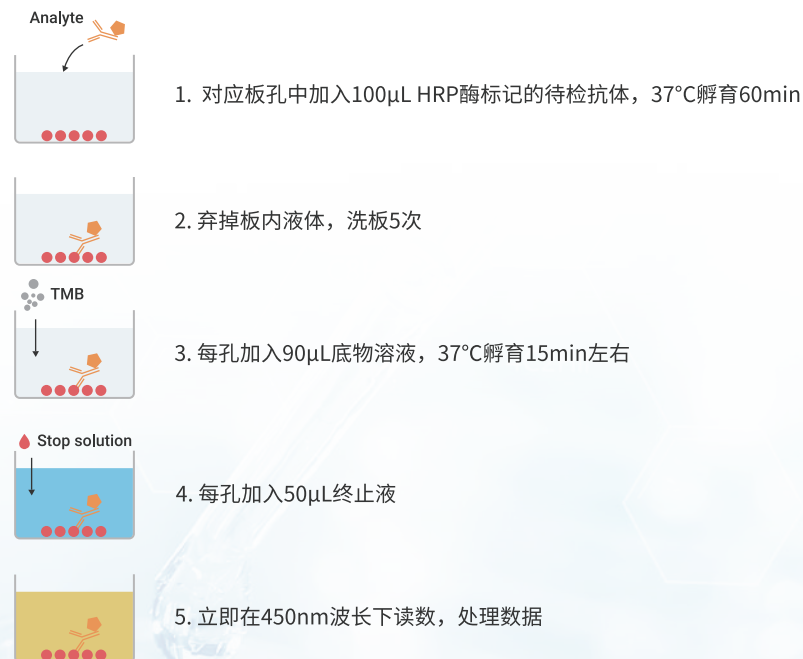 Analyte
1. 对应板孔中加入100μL HRP酶标记的待检抗体，37℃孵育60min
2. 弃掉板内液体，洗板5次
TMB
3. 每孔加入90μL底物溶液，37℃孵育15min左右
Stop solution
4. 每孔加入50μL终止液
5. 立即在450nm波长下读数，处理数据